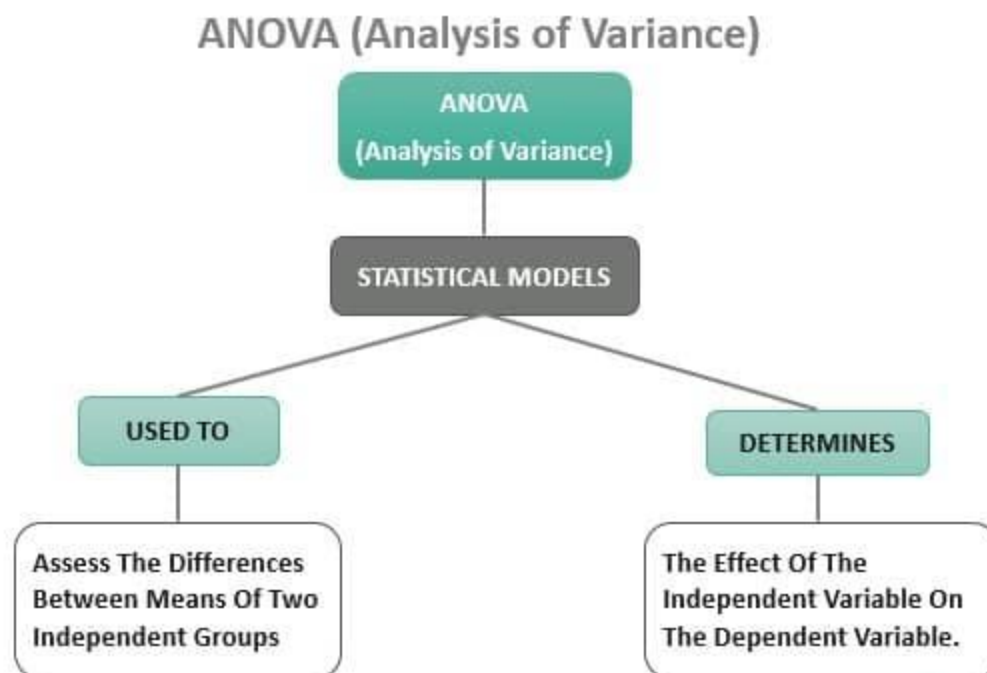 ANOVA (Analysis of Variance)
ANOVA
(Analysis of Variance)
STATISTICAL MODELS
USED TO
Assess The Differences
Between Means Of Two
Independent Groups
DETERMINES
The Effect Of The
Independent Variable On
The Dependent Variable.